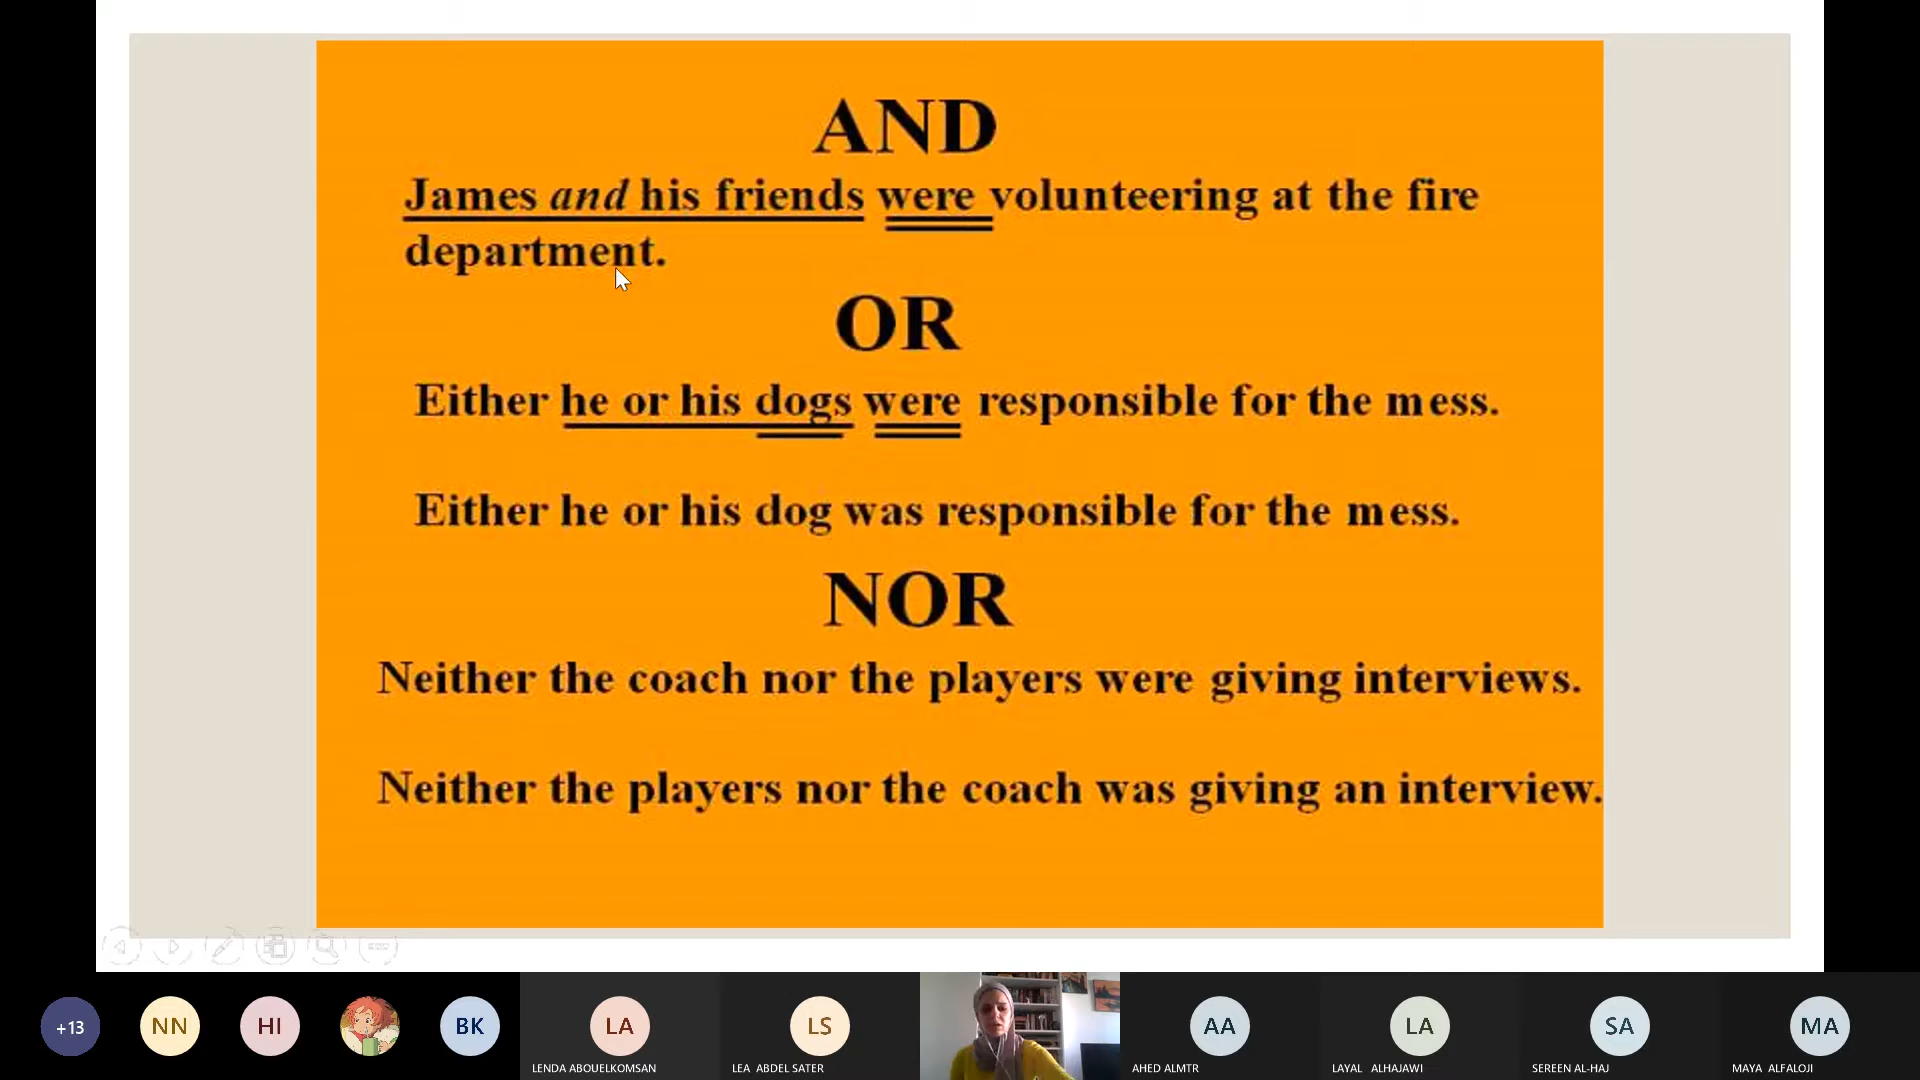 AND
James and his friends were volunteering at the fire
department.
OR
Either he or his dogs were responsible for the mess.
Either he or his dog was responsible for the mess.
NOR
Neither the coach nor the players were giving interviews.
Neither the players nor the coach was giving an interview.
+13
NN
HI
BK
LA
LENDA ABOUELKOMSAN
LS
LEA ABDEL SATER
AA
AHED ALMTR
LA
LAYAL ALHAJAWI
SA
SEREEN AL-HAJ
MA
MAYA ALFALOJI